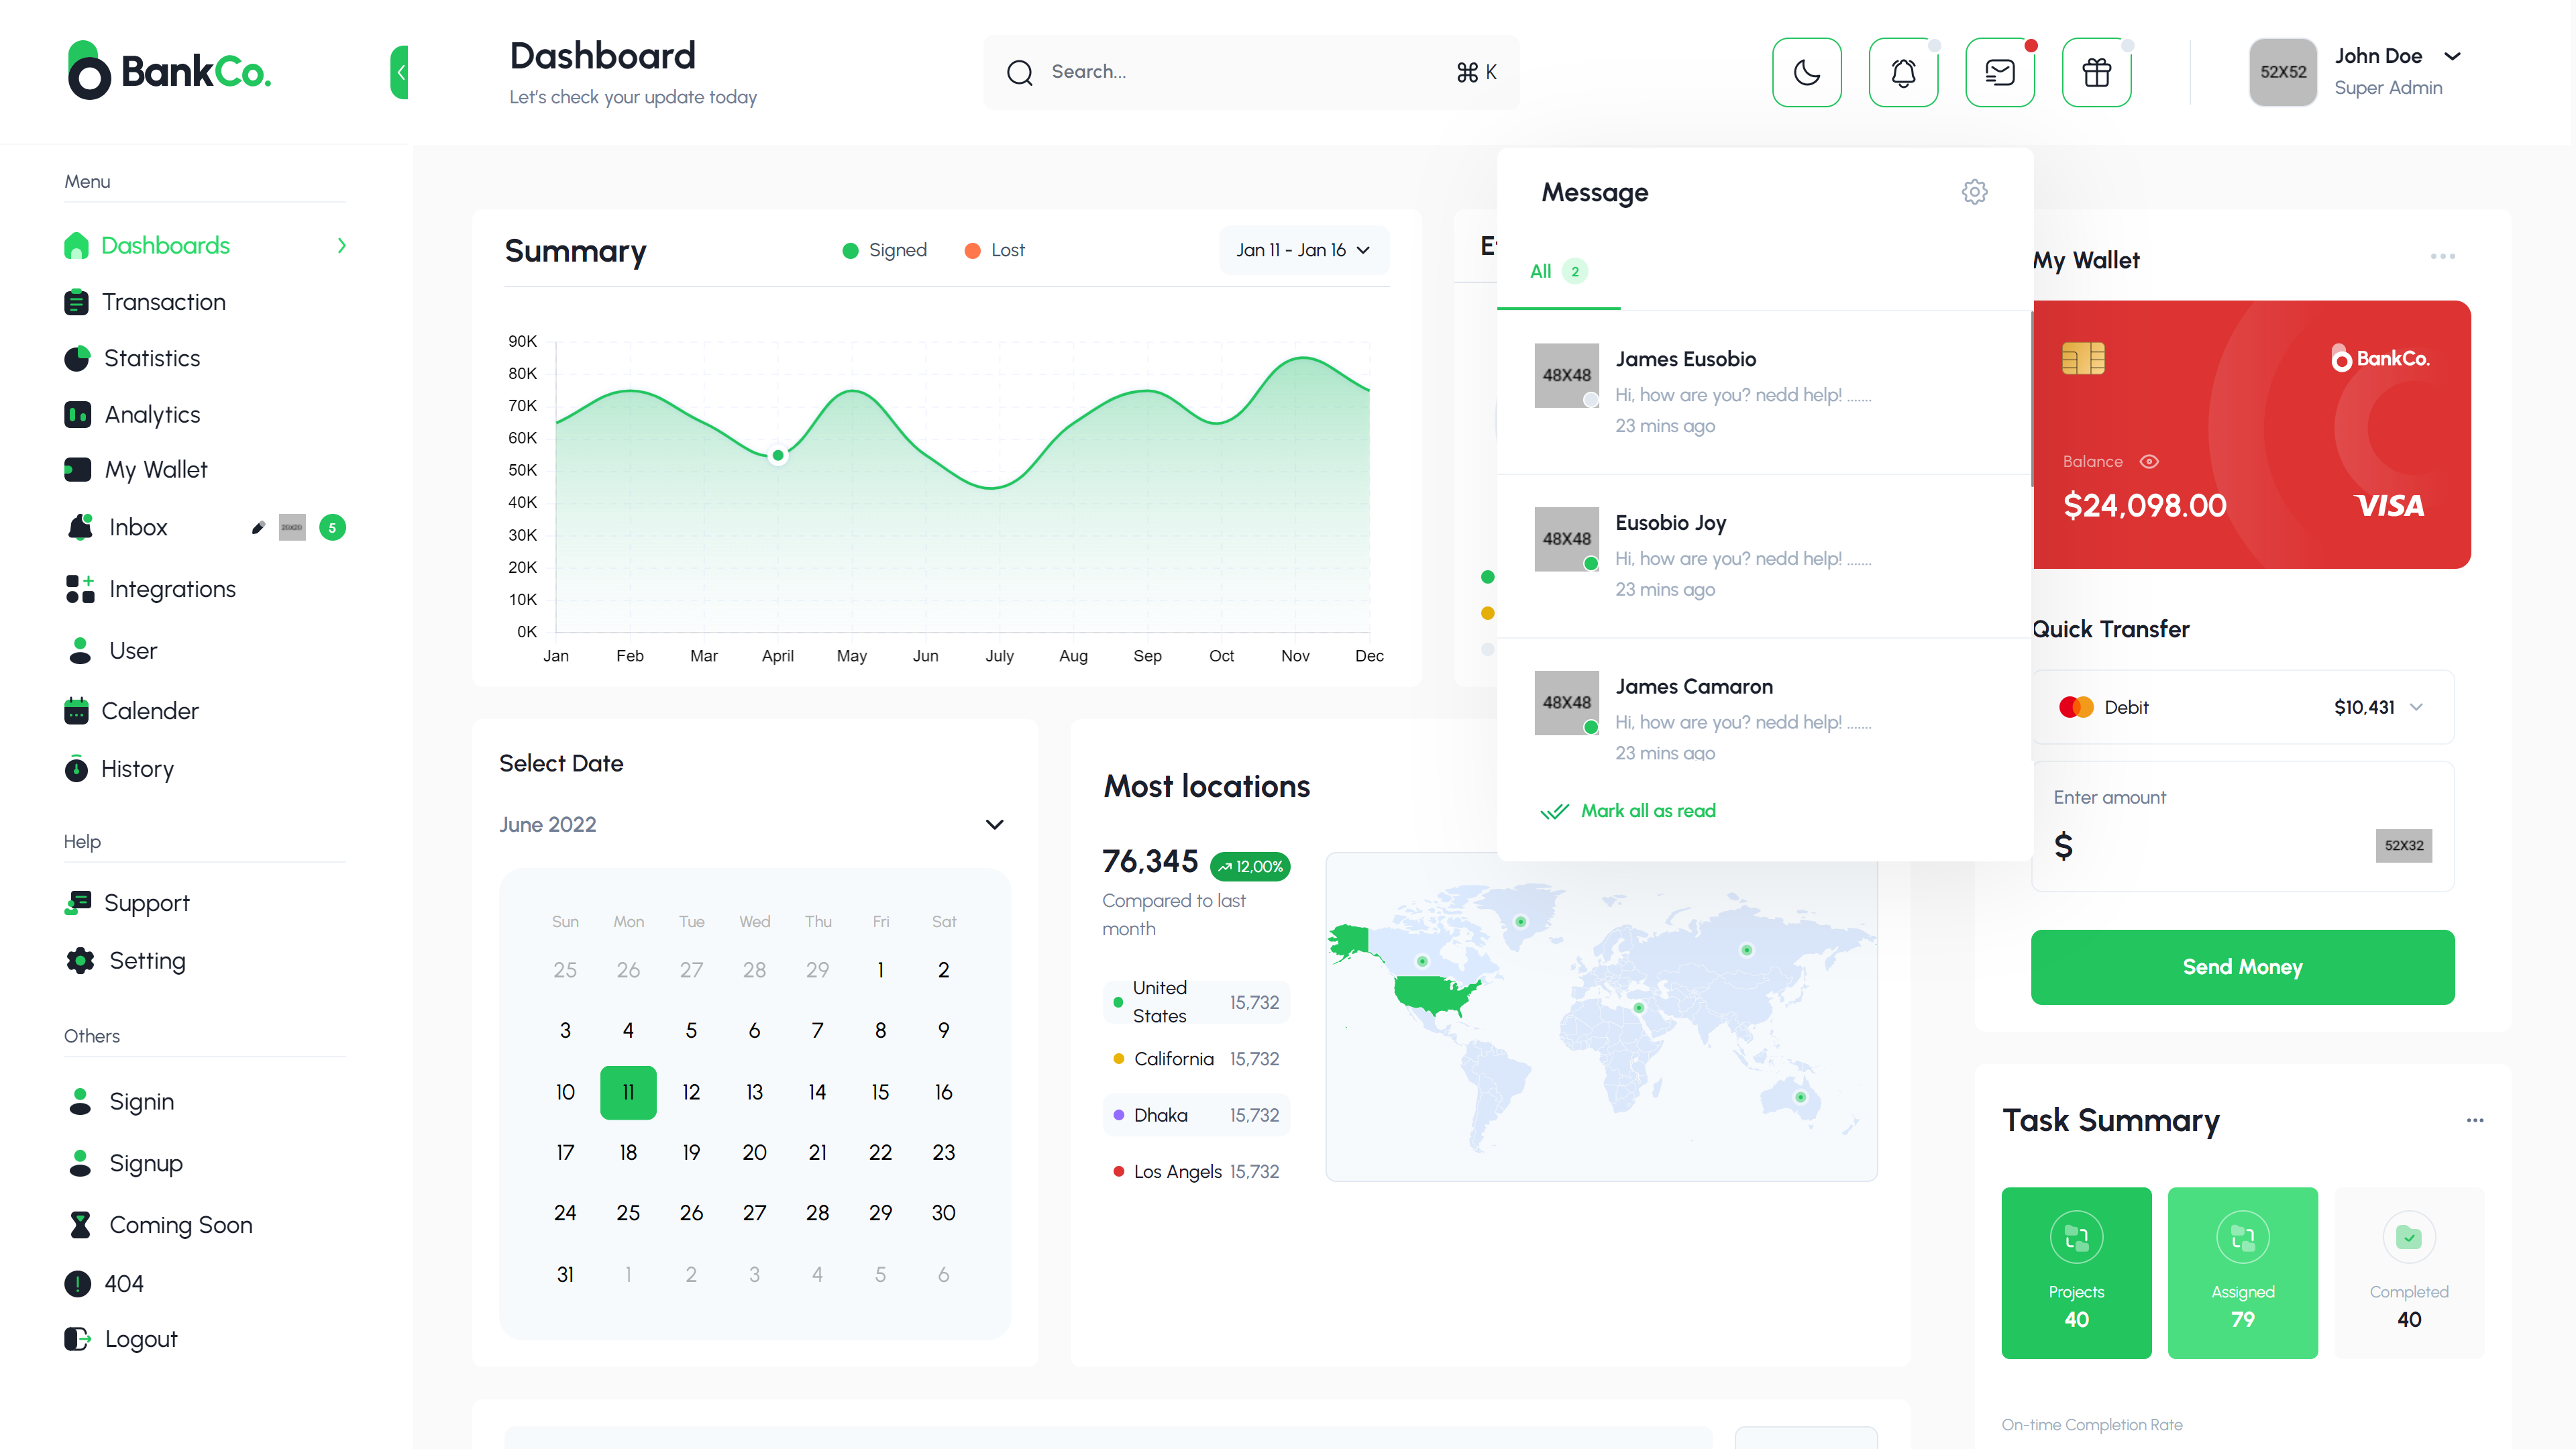 BankCo.
Dashboard
Let's check your update today
Search...
⌘ K
52X52
John Doe
Super Admin
Menu
Dashboards
Transaction
Statistics
Analytics
My Wallet
Inbox
20X20
5
Integrations
User
Calender
History
Help
Support
Setting
Others
Signin
Signup
Coming Soon
404
Logout
Summary
Signed
Lost
Jan 11 - Jan 16
90K
80K
70K
60K
50K
40K
30K
20K
10K
0K
Jan Feb Mar April May Jun July Aug Sep Oct Nov Dec
Message
All 2
48X48
James Eusobio
Hi, how are you? nedd help! .......
23 mins ago
48X48
Eusobio Joy
Hi, how are you? nedd help! .......
23 mins ago
48X48
James Camaron
Hi, how are you? nedd help! .......
23 mins ago
Mark all as read
My Wallet
BankCo.
Balance
$24,098.00
VISA
Quick Transfer
Debit
$10,431
Enter amount
$
52X32
Send Money
Select Date
June 2022
Sun Mon Tue Wed Thu Fri Sat
25 26 27 28 29 1 2
3 4 5 6 7 8 9
10 11 12 13 14 15 16
17 18 19 20 21 22 23
24 25 26 27 28 29 30
31 1 2 3 4 5 6
Most locations
76,345
12,00%
Compared to last
month
United
States
15,732
California 15,732
Dhaka 15,732
Los Angels 15,732
Task Summary
Projects
40
Assigned
79
Completed
40
On-time Completion Rate